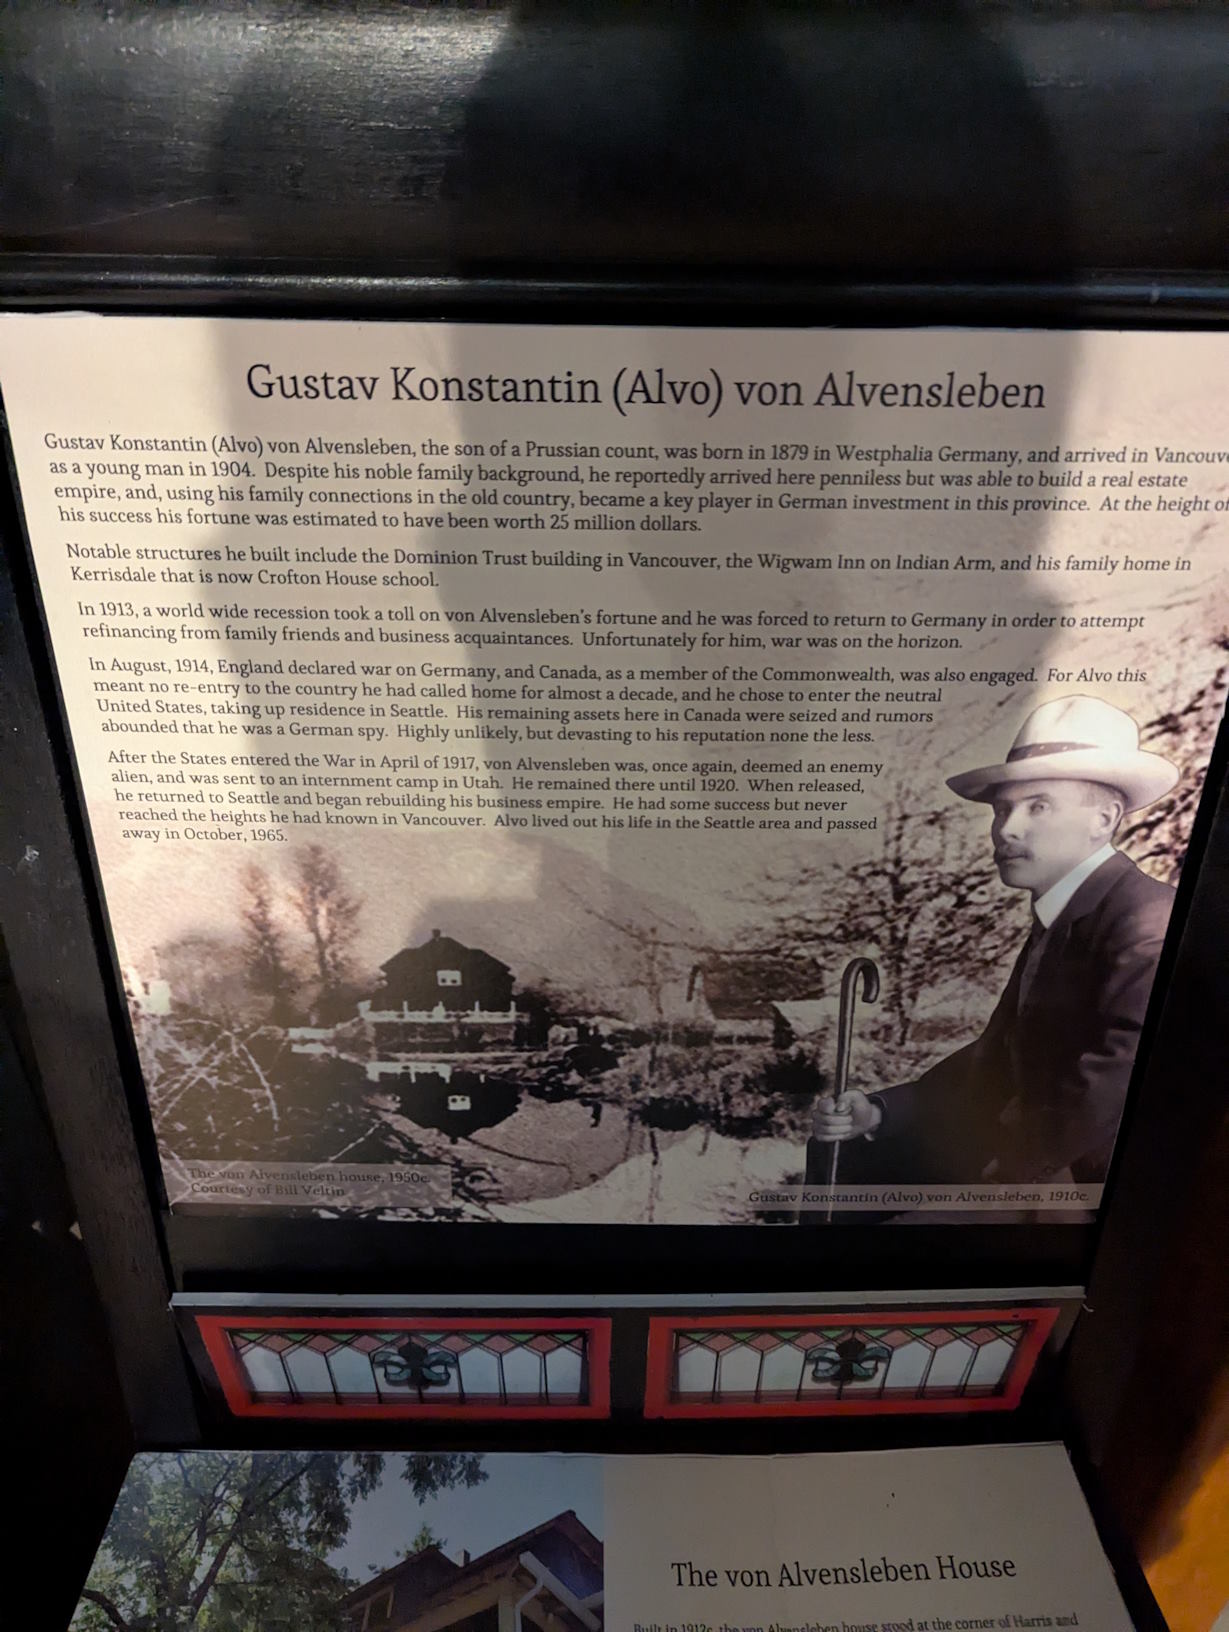 Gustav Konstantin (Alvo) von Alvensleben
Gustav Konstantin (Alvo) von Alvensleben, the son of a Prussian count, was born in 1879 in Westphalia Germany, and arrived in Vancouv
as a young man in 1904. Despite his noble family background, he reportedly arrived here penniless but was able to build a real estate
empire, and, using his family connections in the old country, became a key player in German investment in this province. At the height of
his success his fortune was estimated to have been worth 25 million dollars.
Notable structures he built include the Dominion Trust building in Vancouver, the Wigwam Inn on Indian Arm, and his family home in
Kerrisdale that is now Crofton House school.
In 1913, a world wide recession took a toll on von Alvensleben's fortune and he was forced to return to Germany in order to attempt
refinancing from family friends and business acquaintances. Unfortunately for him, war was on the horizon.
In August, 1914, England declared war on Germany, and Canada, as a member of the Commonwealth, was also engaged. For Alvo this
meant no re-entry to the country he had called home for almost a decade, and he chose to enter the neutral
United States, taking up residence in Seattle. His remaining assets here in Canada were seized and rumors
abounded that he was a German spy. Highly unlikely, but devasting to his reputation none the less.
After the States entered the War in April of 1917, von Alvensleben was, once again, deemed an enemy
alien, and was sent to an internment camp in Utah. He remained there until 1920. When released,
he returned to Seattle and began rebuilding his business empire. He had some success but never
reached the heights he had known in Vancouver. Alvo lived out his life in the Seattle area and passed
away in October, 1965.
The von Alvensleben house, 1950c.
Courtesy of Bill Veltin
Gustav Konstantin (Alvo) von Alvensleben, 1910c.
The von Alvensleben House
Built in 1912c, the von Alvensleben house stood at the corner of Harris and